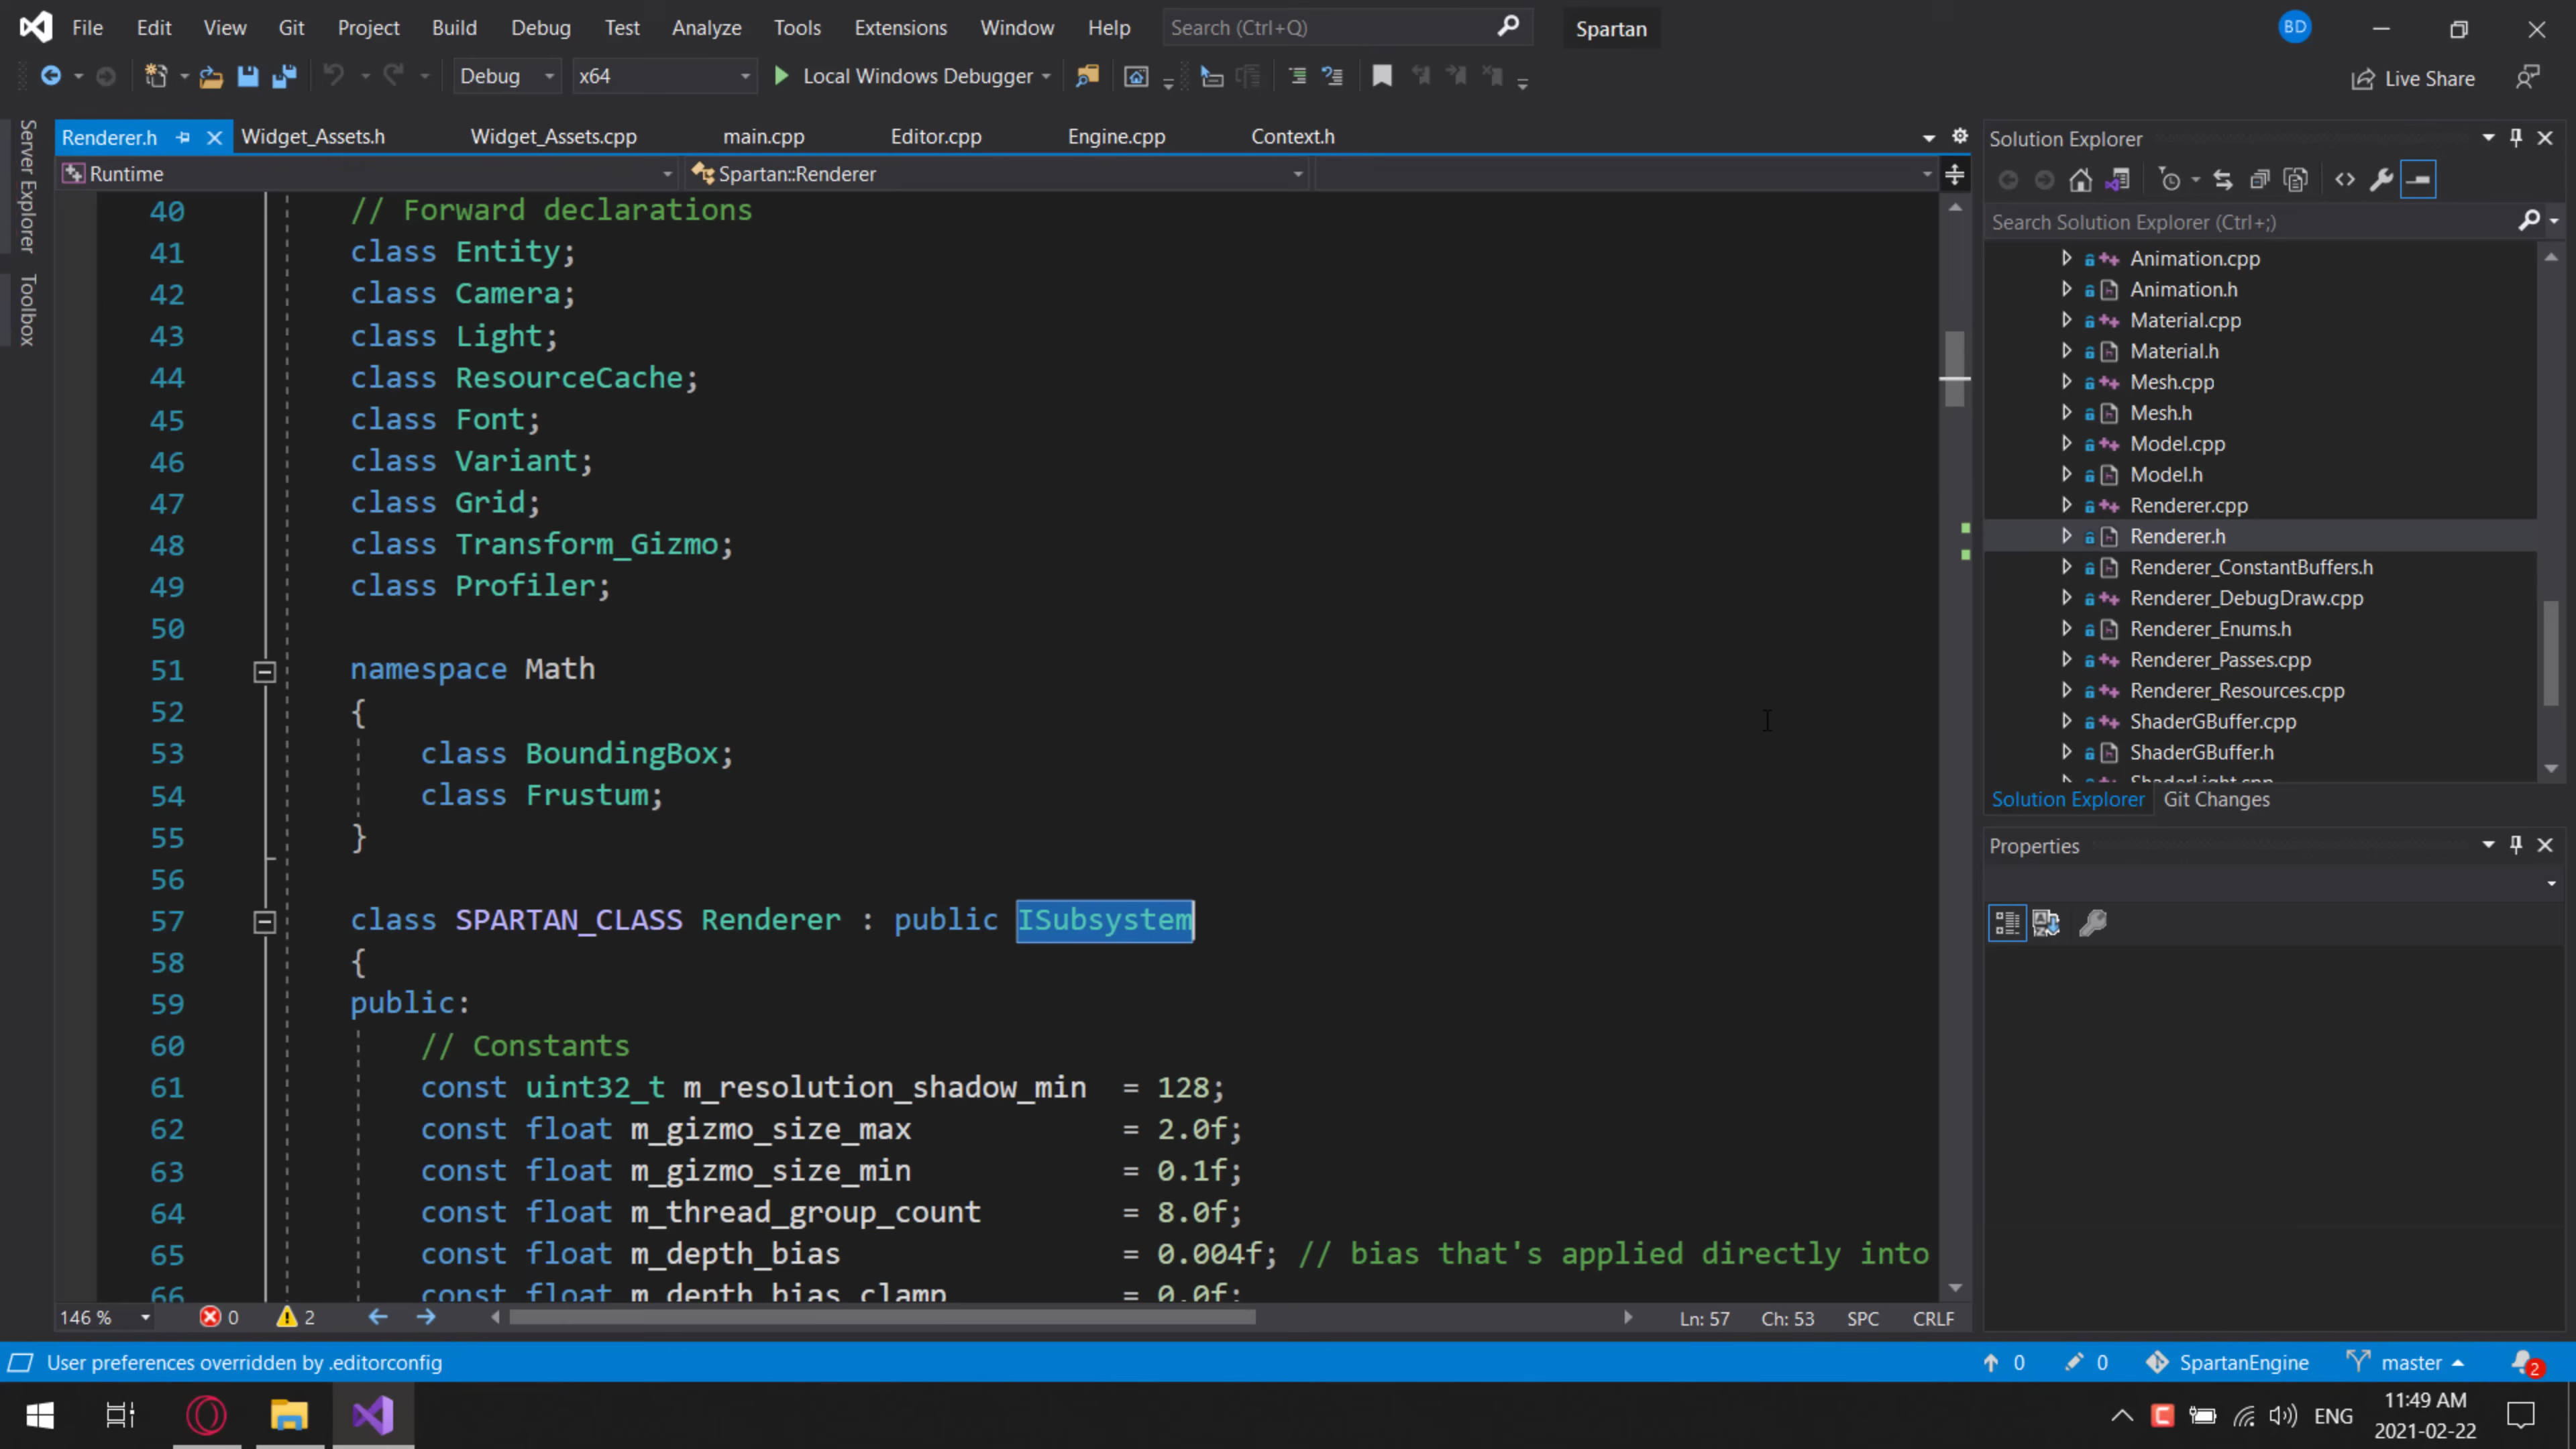 File Edit View Git Project Build Debug Test Analyze Tools Extensions Window Help Search (Ctrl+Q) Spartan BD
Debug x64 Local Windows Debugger Live Share
Server Explorer
Toolbox
Renderer.h Widget_Assets.h Widget_Assets.cpp main.cpp Editor.cpp Engine.cpp Context.h
Runtime Spartan::Renderer
40 // Forward declarations
41 class Entity;
42 class Camera;
43 class Light;
44 class ResourceCache;
45 class Font;
46 class Variant;
47 class Grid;
48 class Transform_Gizmo;
49 class Profiler;
50
51 namespace Math
52 {
53 class BoundingBox;
54 class Frustum;
55 }
56
57 class SPARTAN_CLASS Renderer : public ISubsystem
58 {
59 public:
60 // Constants
61 const uint32_t m_resolution_shadow_min = 128;
62 const float m_gizmo_size_max = 2.0f;
63 const float m_gizmo_size_min = 0.1f;
64 const float m_thread_group_count = 8.0f;
65 const float m_depth_bias = 0.004f; // bias that's applied directly into
66 const float m_depth_bias_clamp = 0.0f;
146 % 0 2 Ln: 57 Ch: 53 SPC CRLF
Solution Explorer
Search Solution Explorer (Ctrl+;)
Animation.cpp
Animation.h
Material.cpp
Material.h
Mesh.cpp
Mesh.h
Model.cpp
Model.h
Renderer.cpp
Renderer.h
Renderer_ConstantBuffers.h
Renderer_DebugDraw.cpp
Renderer_Enums.h
Renderer_Passes.cpp
Renderer_Resources.cpp
ShaderGBuffer.cpp
ShaderGBuffer.h
ShaderLight.cpp
Solution Explorer Git Changes
Properties
User preferences overridden by .editorconfig 0 0 SpartanEngine master 2
ENG 11:49 AM
2021-02-22